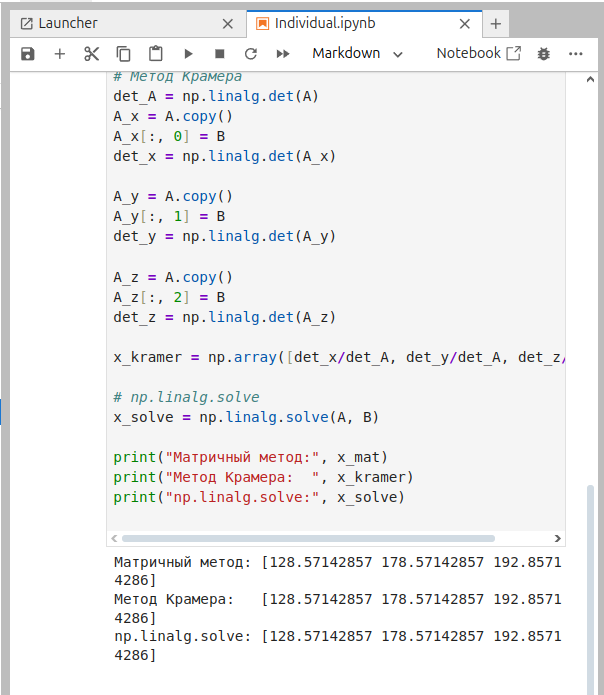 Launcher
Individual.ipynb
Markdown
Notebook
# Метод Крамера
det_A = np.linalg.det(A)
A_x = A.copy()
A_x[:, 0] = B
det_x = np.linalg.det(A_x)
A_y = A.copy()
A_y[:, 1] = B
det_y = np.linalg.det(A_y)
A_z = A.copy()
A_z[:, 2] = B
det_z = np.linalg.det(A_z)
x_kramer = np.array([det_x/det_A, det_y/det_A, det_z/
# np.linalg.solve
x_solve = np.linalg.solve(A, B)
print("Матричный метод:", x_mat)
print("Метод Крамера:  ", x_kramer)
print("np.linalg.solve:", x_solve)
Матричный метод: [128.57142857 178.57142857 192.8571
4286]
Метод Крамера:   [128.57142857 178.57142857 192.8571
4286]
np.linalg.solve: [128.57142857 178.57142857 192.8571
4286]